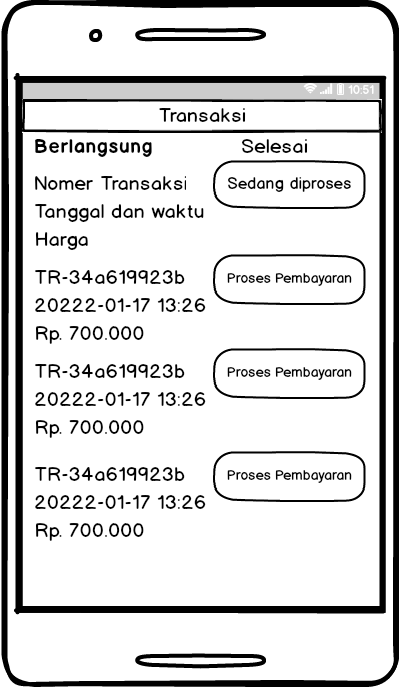 10:51
Transaksi
Berlangsung Selesai
Nomer Transaksi
Tanggal dan waktu
Harga
Sedang diproses
TR-34a619923b
20222-01-17 13:26
Rp. 700.000
Proses Pembayaran
TR-34a619923b
20222-01-17 13:26
Rp. 700.000
Proses Pembayaran
TR-34a619923b
20222-01-17 13:26
Rp. 700.000
Proses Pembayaran